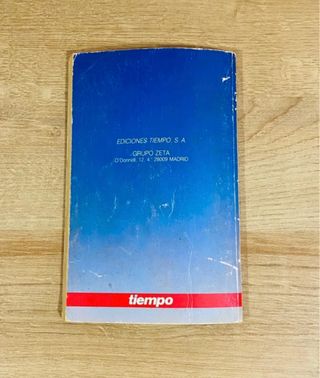 EDICIONES TIEMPO, S. A.
GRUPO ZETA
O'Donnell, 12, 4.° 28009 MADRID
tiempo